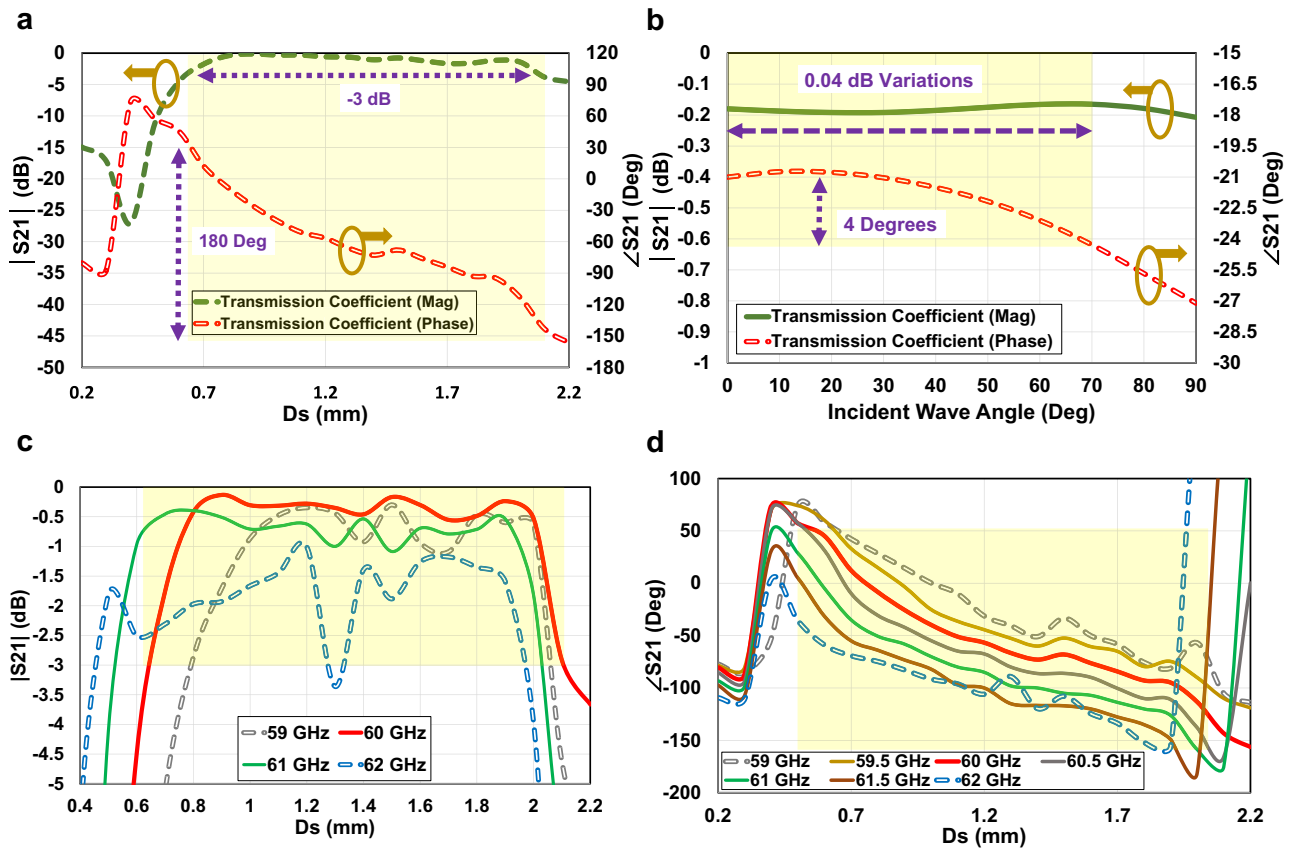 a
0
-5
-10
-15
-20
-25
-30
-35
-40
-45
-50
|S21| (dB)
120
90
60
30
0
-30
-60
-90
-120
-150
-180
∠S21 (Deg)
-3 dB
180 Deg
Transmission Coefficient (Mag)
Transmission Coefficient (Phase)
0.2 0.7 1.2 1.7 2.2
Ds (mm)
b
0
-0.1
-0.2
-0.3
-0.4
-0.5
-0.6
-0.7
-0.8
-0.9
-1
|S21| (dB)
-15
-16.5
-18
-19.5
-21
-22.5
-24
-25.5
-27
-28.5
-30
∠S21 (Deg)
0.04 dB Variations
4 Degrees
Transmission Coefficient (Mag)
Transmission Coefficient (Phase)
0 10 20 30 40 50 60 70 80 90
Incident Wave Angle (Deg)
c
0
-0.5
-1
-1.5
-2
-2.5
-3
-3.5
-4
-4.5
-5
|S21| (dB)
59 GHz 60 GHz
61 GHz 62 GHz
0.4 0.6 0.8 1 1.2 1.4 1.6 1.8 2 2.2
Ds (mm)
d
100
50
0
-50
-100
-150
-200
∠S21 (Deg)
59 GHz 59.5 GHz 60 GHz 60.5 GHz
61 GHz 61.5 GHz 62 GHz
0.2 0.7 1.2 1.7 2.2
Ds (mm)